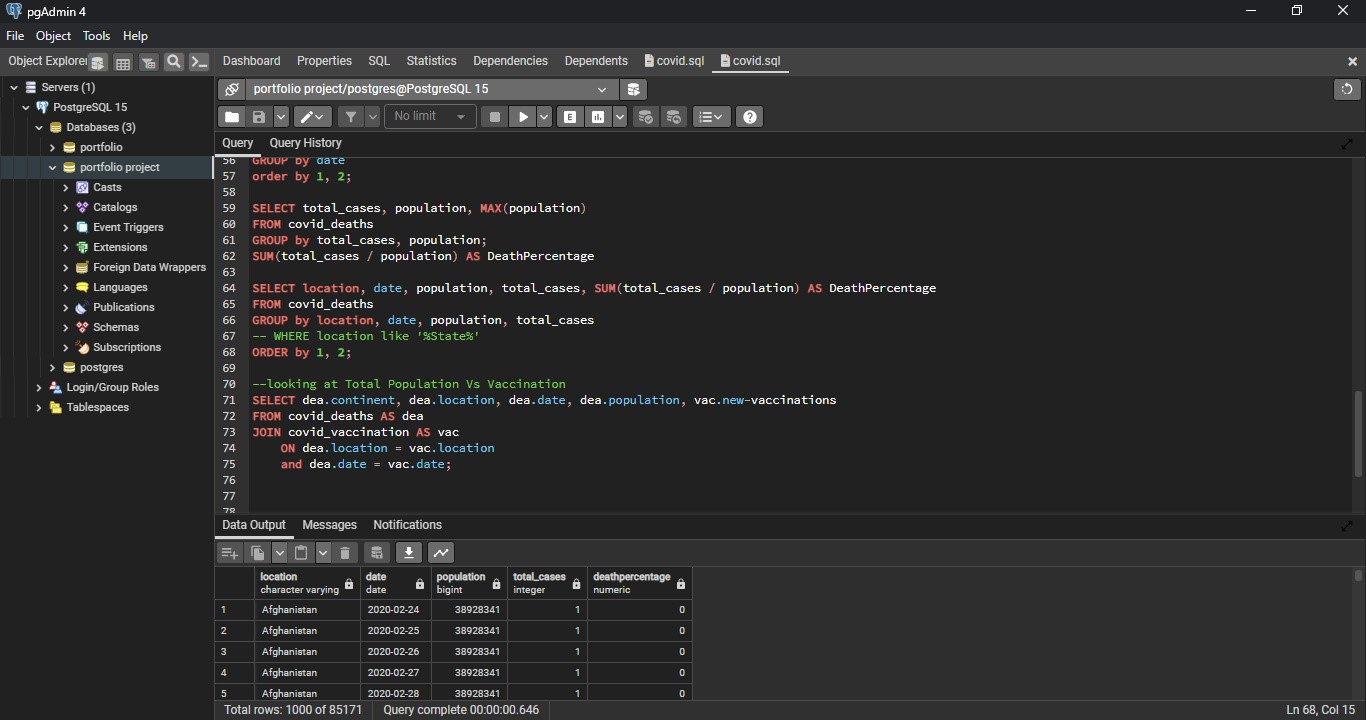 pgAdmin 4
File Object Tools Help
Object Explorer Dashboard Properties SQL Statistics Dependencies Dependents covid.sql covid.sql
Servers (1)
PostgreSQL 15
Databases (3)
portfolio
portfolio project
Casts
Catalogs
Event Triggers
Extensions
Foreign Data Wrappers
Languages
Publications
Schemas
Subscriptions
postgres
Login/Group Roles
Tablespaces
portfolio project/postgres@PostgreSQL 15
No limit E
Query Query History
56 GROUP by date
57 order by 1, 2;
58
59 SELECT total_cases, population, MAX(population)
60 FROM covid_deaths
61 GROUP by total_cases, population;
62 SUM(total_cases / population) AS DeathPercentage
63
64 SELECT location, date, population, total_cases, SUM(total_cases / population) AS DeathPercentage
65 FROM covid_deaths
66 GROUP by location, date, population, total_cases
67 -- WHERE location like '%State%'
68 ORDER by 1, 2;
69
70 --looking at Total Population Vs Vaccination
71 SELECT dea.continent, dea.location, dea.date, dea.population, vac.new-vaccinations
72 FROM covid_deaths AS dea
73 JOIN covid_vaccination AS vac
74 ON dea.location = vac.location
75 and dea.date = vac.date;
76
77
78
Data Output Messages Notifications
location date population total_cases deathpercentage
character varying date bigint integer numeric
1 Afghanistan 2020-02-24 38928341 1 0
2 Afghanistan 2020-02-25 38928341 1 0
3 Afghanistan 2020-02-26 38928341 1 0
4 Afghanistan 2020-02-27 38928341 1 0
5 Afghanistan 2020-02-28 38928341 1 0
Total rows: 1000 of 85171 Query complete 00:00:00.646 Ln 68, Col 15